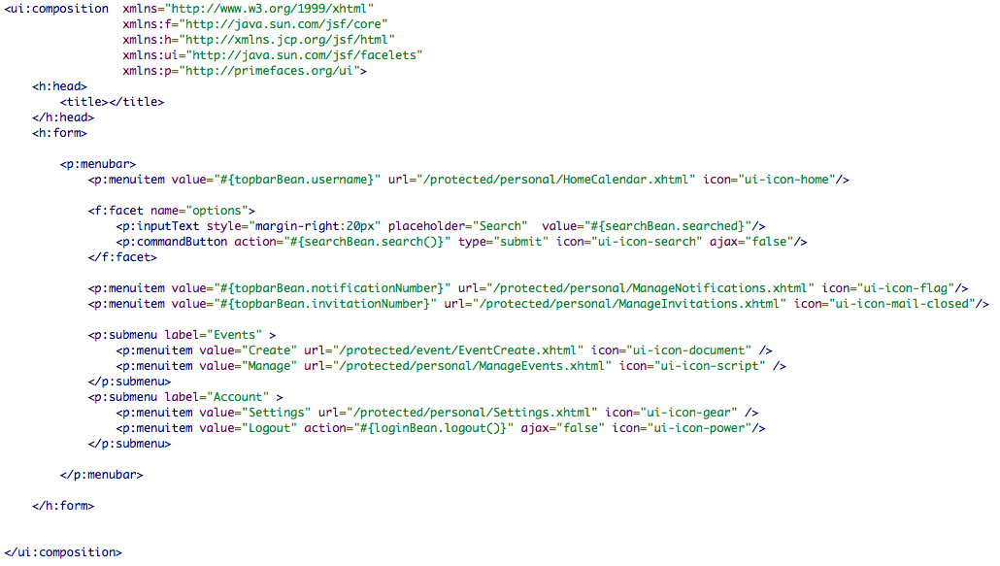 <ui:composition  xmlns="http://www.w3.org/1999/xhtml"
                 xmlns:f="http://java.sun.com/jsf/core"
                 xmlns:h="http://xmlns.jcp.org/jsf/html"
                 xmlns:ui="http://java.sun.com/jsf/facelets"
                 xmlns:p="http://primefaces.org/ui">
    <h:head>
        <title></title>
    </h:head>
    <h:form>

        <p:menubar>
            <p:menuitem value="#{topbarBean.username}" url="/protected/personal/HomeCalendar.xhtml" icon="ui-icon-home"/>

            <f:facet name="options">
                <p:inputText style="margin-right:20px" placeholder="Search"  value="#{searchBean.searched}"/>
                <p:commandButton action="#{searchBean.search()}" type="submit" icon="ui-icon-search" ajax="false"/>
            </f:facet>

            <p:menuitem value="#{topbarBean.notificationNumber}" url="/protected/personal/ManageNotifications.xhtml" icon="ui-icon-flag"/>
            <p:menuitem value="#{topbarBean.invitationNumber}" url="/protected/personal/ManageInvitations.xhtml" icon="ui-icon-mail-closed"/>

            <p:submenu label="Events" >
                <p:menuitem value="Create" url="/protected/event/EventCreate.xhtml" icon="ui-icon-document" />
                <p:menuitem value="Manage" url="/protected/personal/ManageEvents.xhtml" icon="ui-icon-script" />
            </p:submenu>
            <p:submenu label="Account" >
                <p:menuitem value="Settings" url="/protected/personal/Settings.xhtml" icon="ui-icon-gear" />
                <p:menuitem value="Logout" action="#{loginBean.logout()}" ajax="false" icon="ui-icon-power"/>
            </p:submenu>

        </p:menubar>

    </h:form>


</ui:composition>